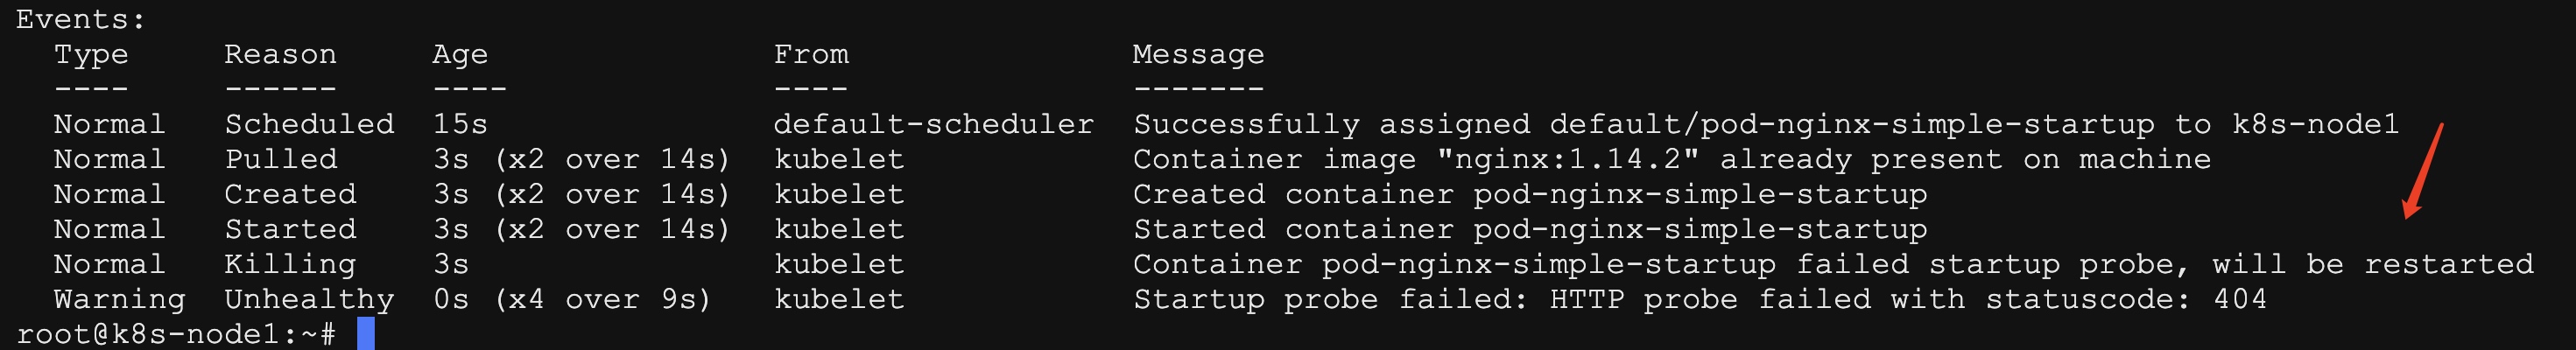 Events:
  Type     Reason     Age                From               Message
  ----     ------     ----               ----               -------
  Normal   Scheduled  15s                default-scheduler  Successfully assigned default/pod-nginx-simple-startup to k8s-node1
  Normal   Pulled     3s (x2 over 14s)   kubelet            Container image "nginx:1.14.2" already present on machine
  Normal   Created    3s (x2 over 14s)   kubelet            Created container pod-nginx-simple-startup
  Normal   Started    3s (x2 over 14s)   kubelet            Started container pod-nginx-simple-startup
  Normal   Killing    3s                 kubelet            Container pod-nginx-simple-startup failed startup probe, will be restarted
  Warning  Unhealthy  0s (x4 over 9s)    kubelet            Startup probe failed: HTTP probe failed with statuscode: 404
root@k8s-node1:~#